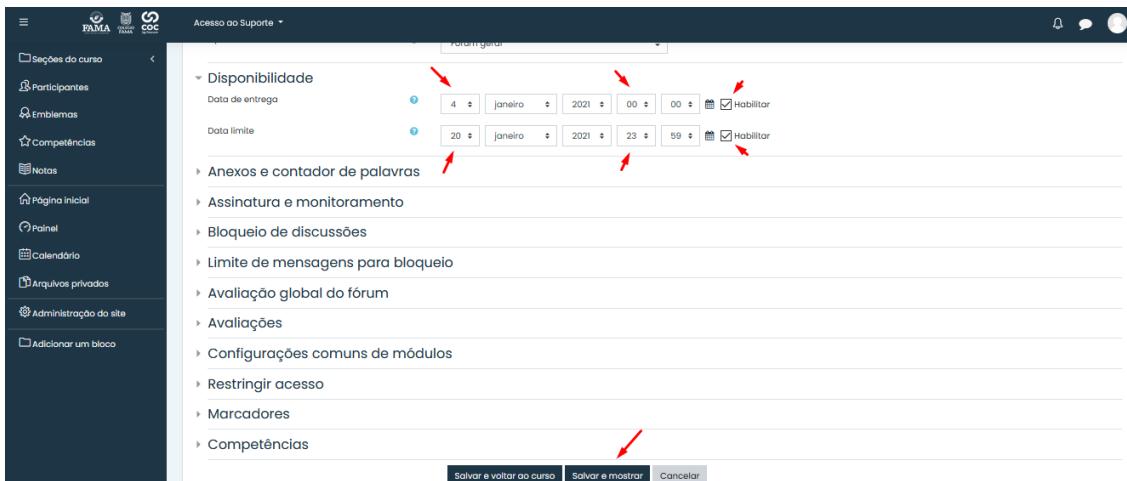 FAMA COLÉGIO FAMA COC Acesso ao Suporte
Fórum geral
Seções do curso
Participantes
Emblemas
Competências
Notas
Página inicial
Painel
Calendário
Arquivos privados
Administração do site
Adicionar um bloco
Disponibilidade
Data de entrega 4 janeiro 2021 00 00 Habilitar
Data limite 20 janeiro 2021 23 59 Habilitar
Anexos e contador de palavras
Assinatura e monitoramento
Bloqueio de discussões
Limite de mensagens para bloqueio
Avaliação global do fórum
Avaliações
Configurações comuns de módulos
Restringir acesso
Marcadores
Competências
Salvar e voltar ao curso Salvar e mostrar Cancelar